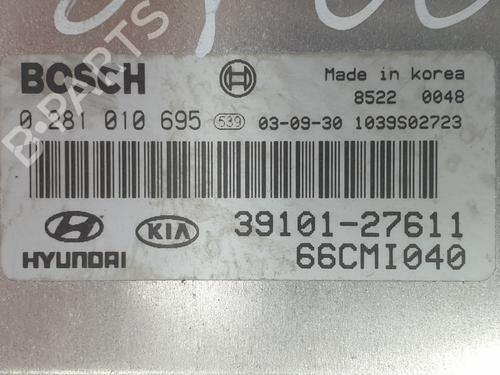 BOSCH
Made in korea
8522 0048
0 281 010 695 539 03-09-30 1039S02723
HYUNDAI
KIA
39101-27611
66CMI040
B-PARTS